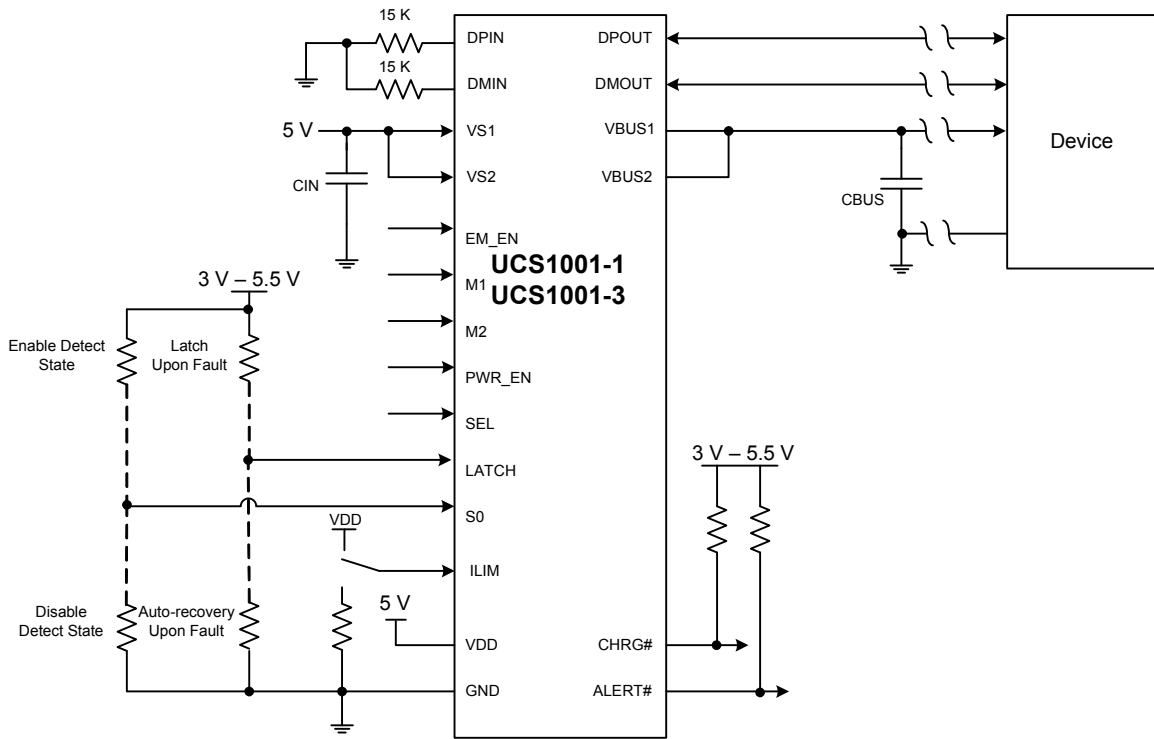 15 K
DPIN
DPOUT
15 K
DMIN
DMOUT
5 V
VS1
VBUS1
Device
CIN
VS2
VBUS2
CBUS
EM_EN
UCS1001-1
M1
UCS1001-3
3 V – 5.5 V
M2
Enable Detect
State
Latch
Upon Fault
PWR_EN
SEL
3 V – 5.5 V
LATCH
S0
VDD
ILIM
Disable
Detect State
Auto-recovery
Upon Fault
5 V
VDD
CHRG#
GND
ALERT#